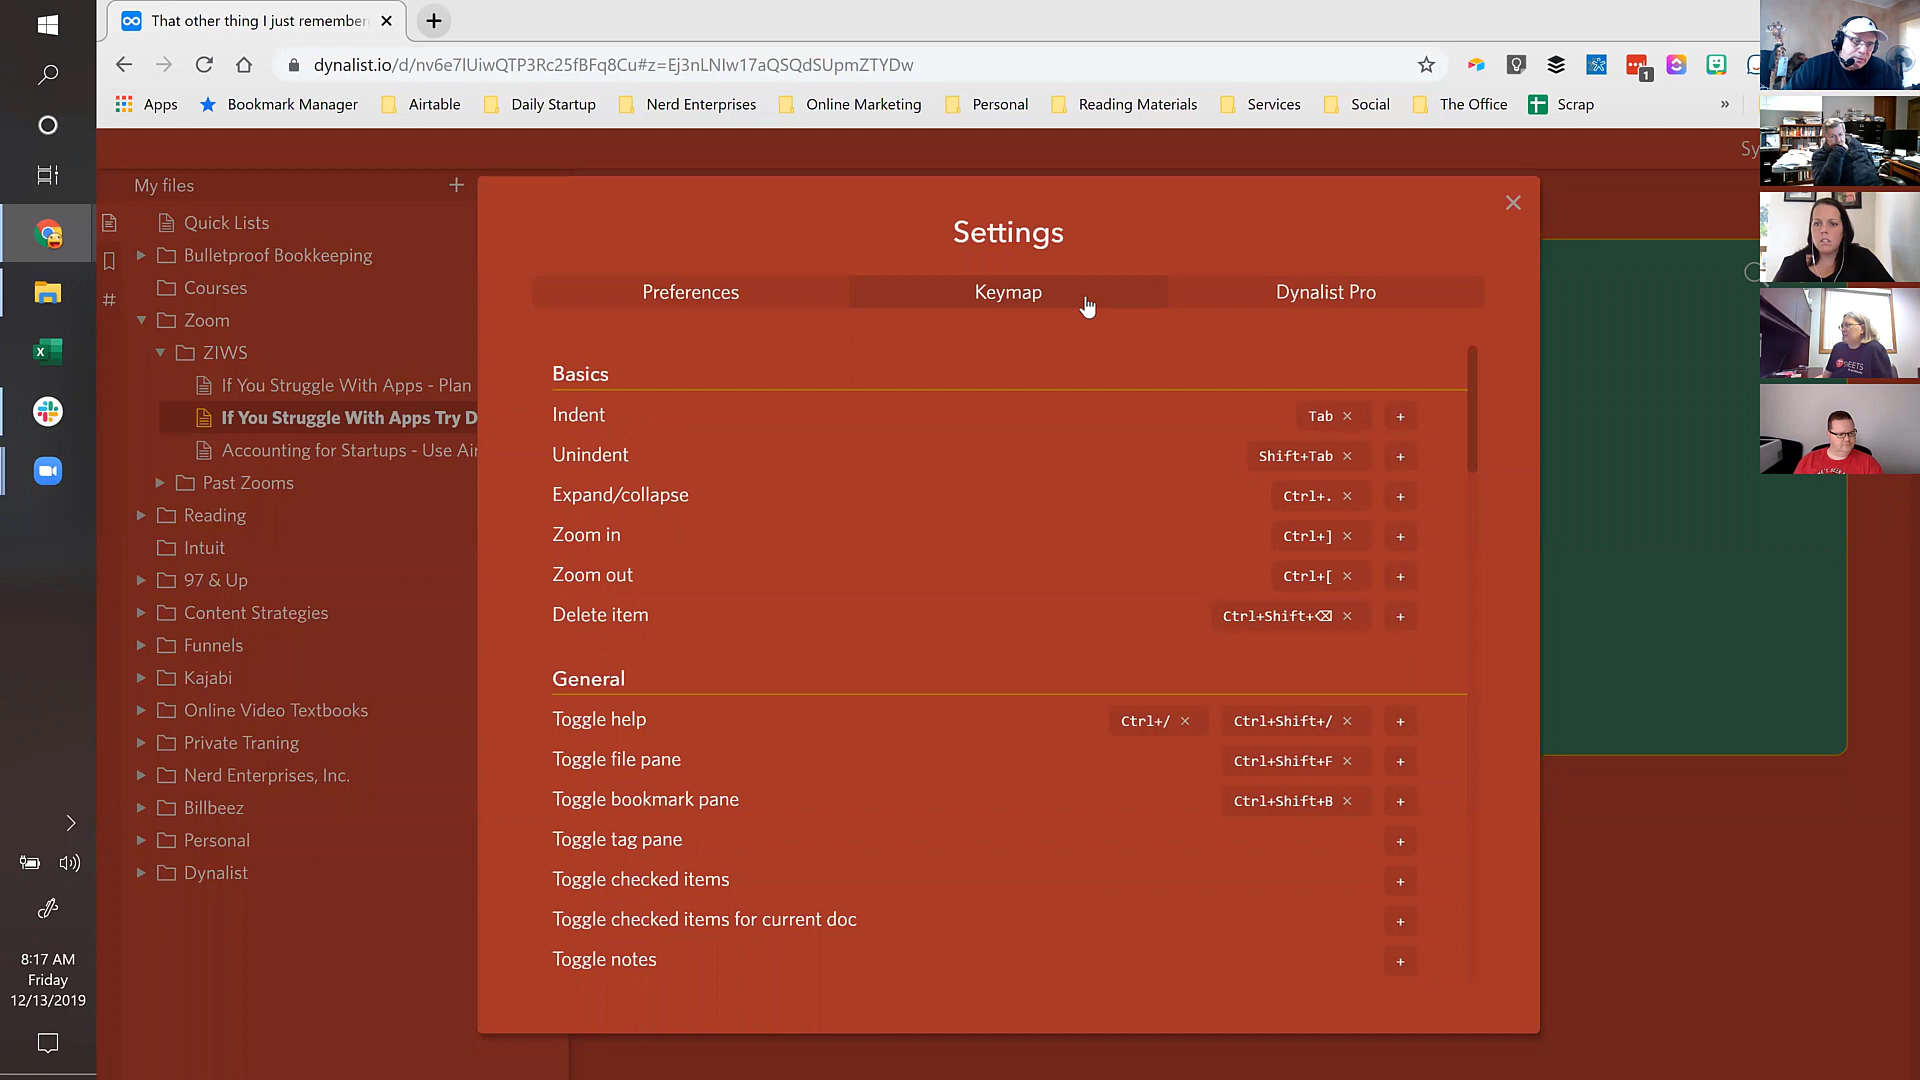 That other thing I just remember
dynalist.io/d/nv6e7lUiwQTP3Rc25fBFq8Cu#z=Ej3nLNIw17aQSQdSUpmZTYDw
1
Apps
Bookmark Manager
Airtable
Daily Startup
Nerd Enterprises
Online Marketing
Personal
Reading Materials
Services
Social
The Office
Scrap
»
Sy
My files
Quick Lists
Bulletproof Bookkeeping
Courses
Zoom
ZIWS
If You Struggle With Apps - Plan
If You Struggle With Apps Try D
Accounting for Startups - Use Air
Past Zooms
Reading
Intuit
97 & Up
Content Strategies
Funnels
Kajabi
Online Video Textbooks
Private Traning
Nerd Enterprises, Inc.
Billbeez
Personal
Dynalist
Settings
Preferences
Keymap
Dynalist Pro
Basics
Indent
Tab × +
Unindent
Shift+Tab × +
Expand/collapse
Ctrl+. × +
Zoom in
Ctrl+] × +
Zoom out
Ctrl+[ × +
Delete item
Ctrl+Shift+⌫ × +
General
Toggle help
Ctrl+/ × Ctrl+Shift+/ × +
Toggle file pane
Ctrl+Shift+F × +
Toggle bookmark pane
Ctrl+Shift+B × +
Toggle tag pane
+
Toggle checked items
+
Toggle checked items for current doc
+
Toggle notes
+
8:17 AM
Friday
12/13/2019